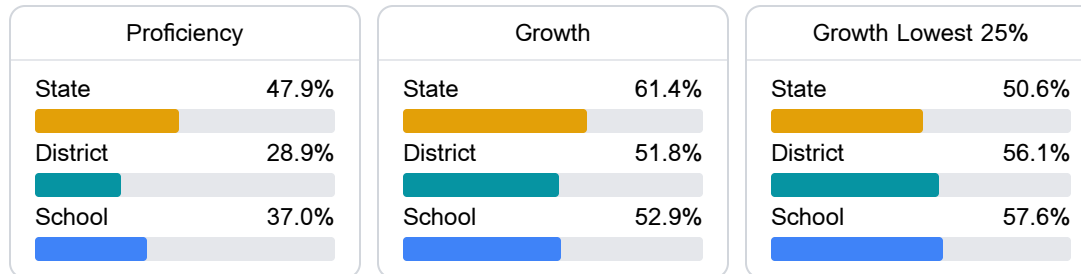 Proficiency
State 47.9%
District 28.9%
School 37.0%
Growth
State 61.4%
District 51.8%
School 52.9%
Growth Lowest 25%
State 50.6%
District 56.1%
School 57.6%